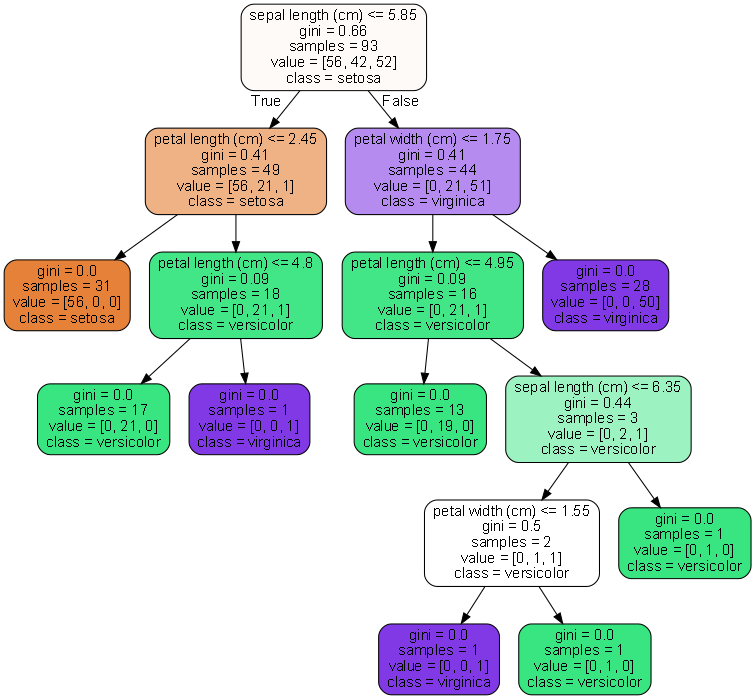 sepal length (cm) <= 5.85
gini = 0.66
samples = 93
value = [56, 42, 52]
class = setosa
True
False
petal length (cm) <= 2.45
gini = 0.41
samples = 49
value = [56, 21, 1]
class = setosa
petal width (cm) <= 1.75
gini = 0.41
samples = 44
value = [0, 21, 51]
class = virginica
gini = 0.0
samples = 31
value = [56, 0, 0]
class = setosa
petal length (cm) <= 4.8
gini = 0.09
samples = 18
value = [0, 21, 1]
class = versicolor
petal length (cm) <= 4.95
gini = 0.09
samples = 16
value = [0, 21, 1]
class = versicolor
gini = 0.0
samples = 28
value = [0, 0, 50]
class = virginica
gini = 0.0
samples = 17
value = [0, 21, 0]
class = versicolor
gini = 0.0
samples = 1
value = [0, 0, 1]
class = virginica
gini = 0.0
samples = 13
value = [0, 19, 0]
class = versicolor
sepal length (cm) <= 6.35
gini = 0.44
samples = 3
value = [0, 2, 1]
class = versicolor
petal width (cm) <= 1.55
gini = 0.5
samples = 2
value = [0, 1, 1]
class = versicolor
gini = 0.0
samples = 1
value = [0, 1, 0]
class = versicolor
gini = 0.0
samples = 1
value = [0, 0, 1]
class = virginica
gini = 0.0
samples = 1
value = [0, 1, 0]
class = versicolor